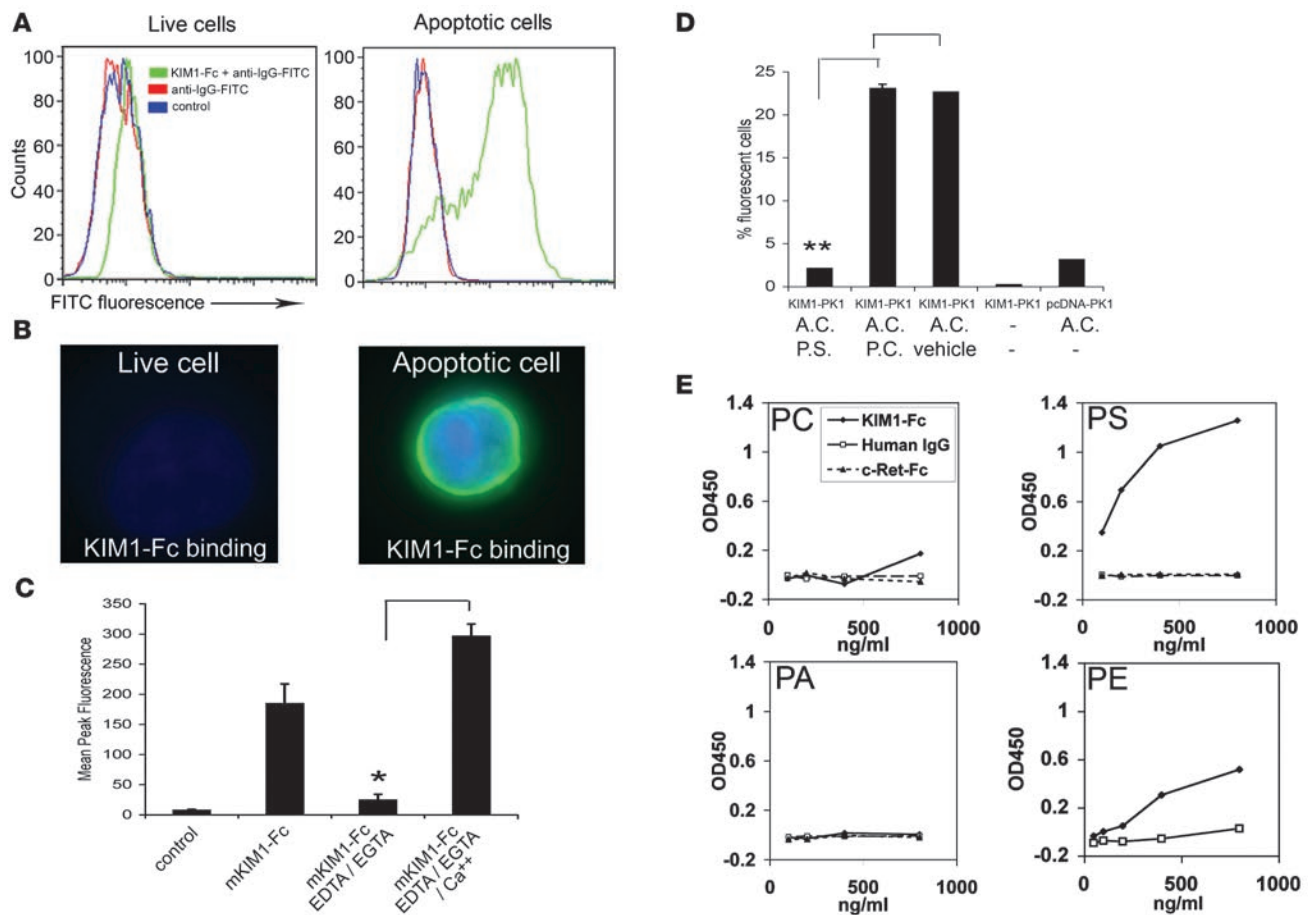 A
Live cells
Apoptotic cells
KIM1-Fc + anti-IgG-FITC
anti-IgG-FITC
control
Counts
100
80
60
40
20
0
100
80
60
40
20
0
FITC fluorescence
B
Live cell
KIM1-Fc binding
Apoptotic cell
KIM1-Fc binding
C
Mean Peak Fluorescence
350
300
250
200
150
100
50
0
*
control
mKIM1-Fc
mKIM1-Fc
EDTA / EGTA
mKIM1-Fc
EDTA / EGTA
/ Ca++
D
% fluorescent cells
25
20
15
10
5
0
**
KIM1-PK1 KIM1-PK1 KIM1-PK1 KIM1-PK1 pcDNA-PK1
A.C. A.C. A.C. - A.C.
P.S. P.C. vehicle - -
E
PC
KIM1-Fc
Human IgG
c-Ret-Fc
OD450
1.4
1
0.6
0.2
-0.2
0 500 1000
ng/ml
PS
OD450
1.4
1
0.6
0.2
-0.2
0 500 1000
ng/ml
PA
OD450
1.4
1
0.6
0.2
-0.2
0 500 1000
ng/ml
PE
OD450
1.4
1
0.6
0.2
-0.2
0 500 1000
ng/ml